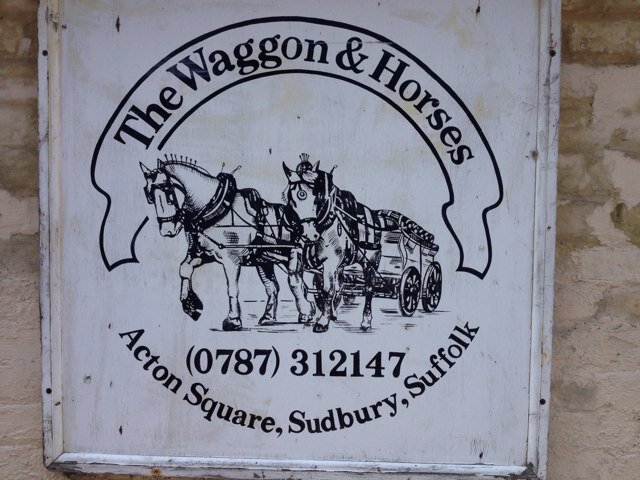 The Waggon & Horses
(0787) 312147
Acton Square, Sudbury, Suffolk